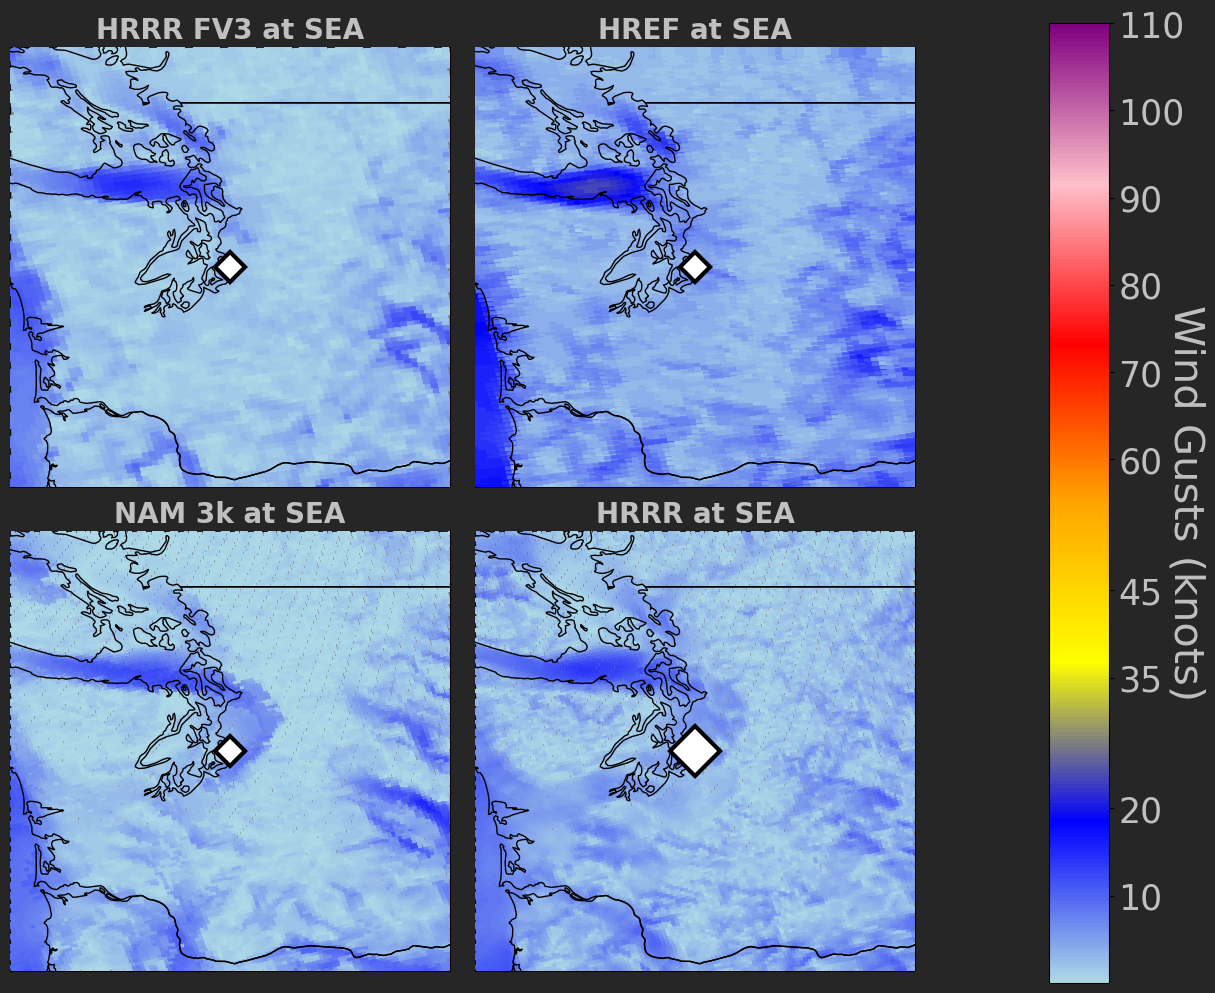 HRRR FV3 at SEA
HREF at SEA
NAM 3k at SEA
HRRR at SEA
110
100
90
80
70
60
45
35
20
10
Wind Gusts (knots)